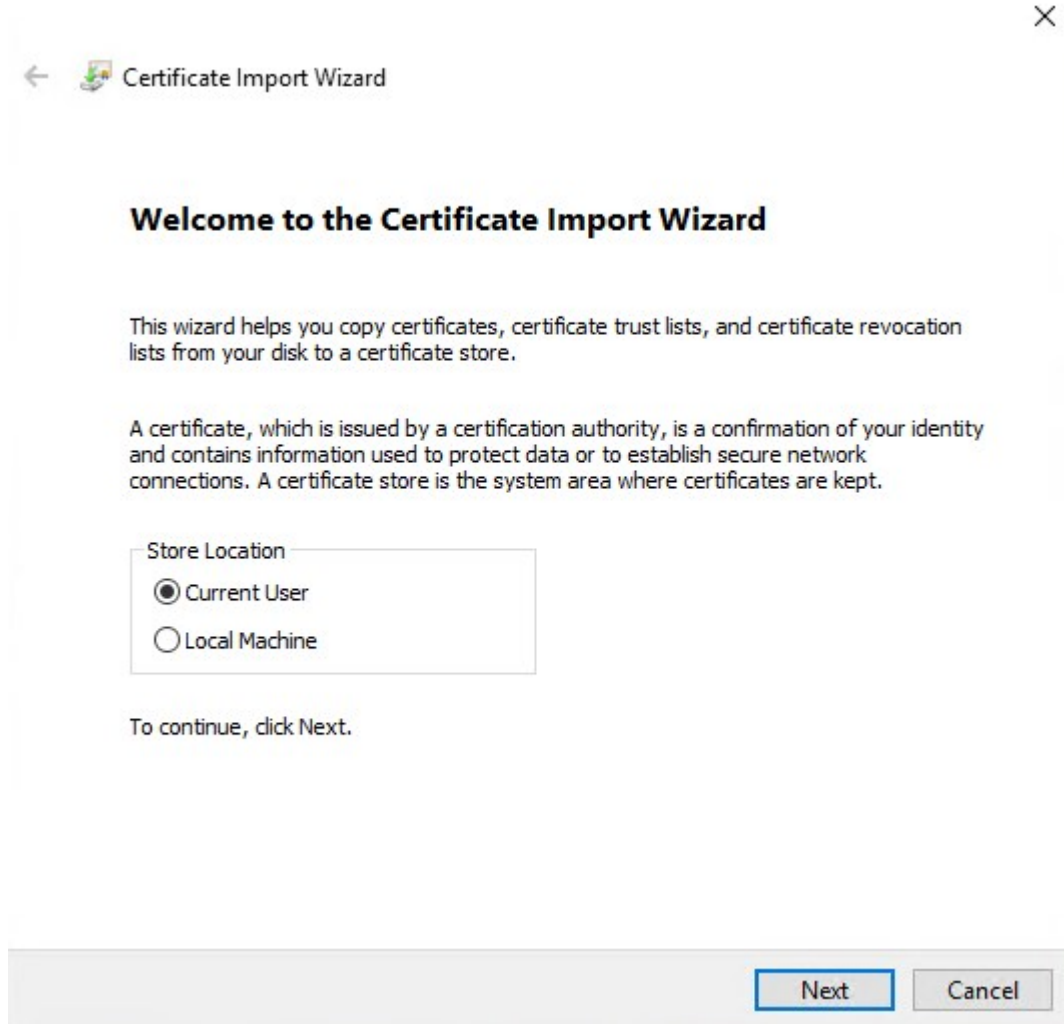 Certificate Import Wizard
Welcome to the Certificate Import Wizard
This wizard helps you copy certificates, certificate trust lists, and certificate revocation
lists from your disk to a certificate store.
A certificate, which is issued by a certification authority, is a confirmation of your identity
and contains information used to protect data or to establish secure network
connections. A certificate store is the system area where certificates are kept.
Store Location
Current User
Local Machine
To continue, click Next.
Next
Cancel